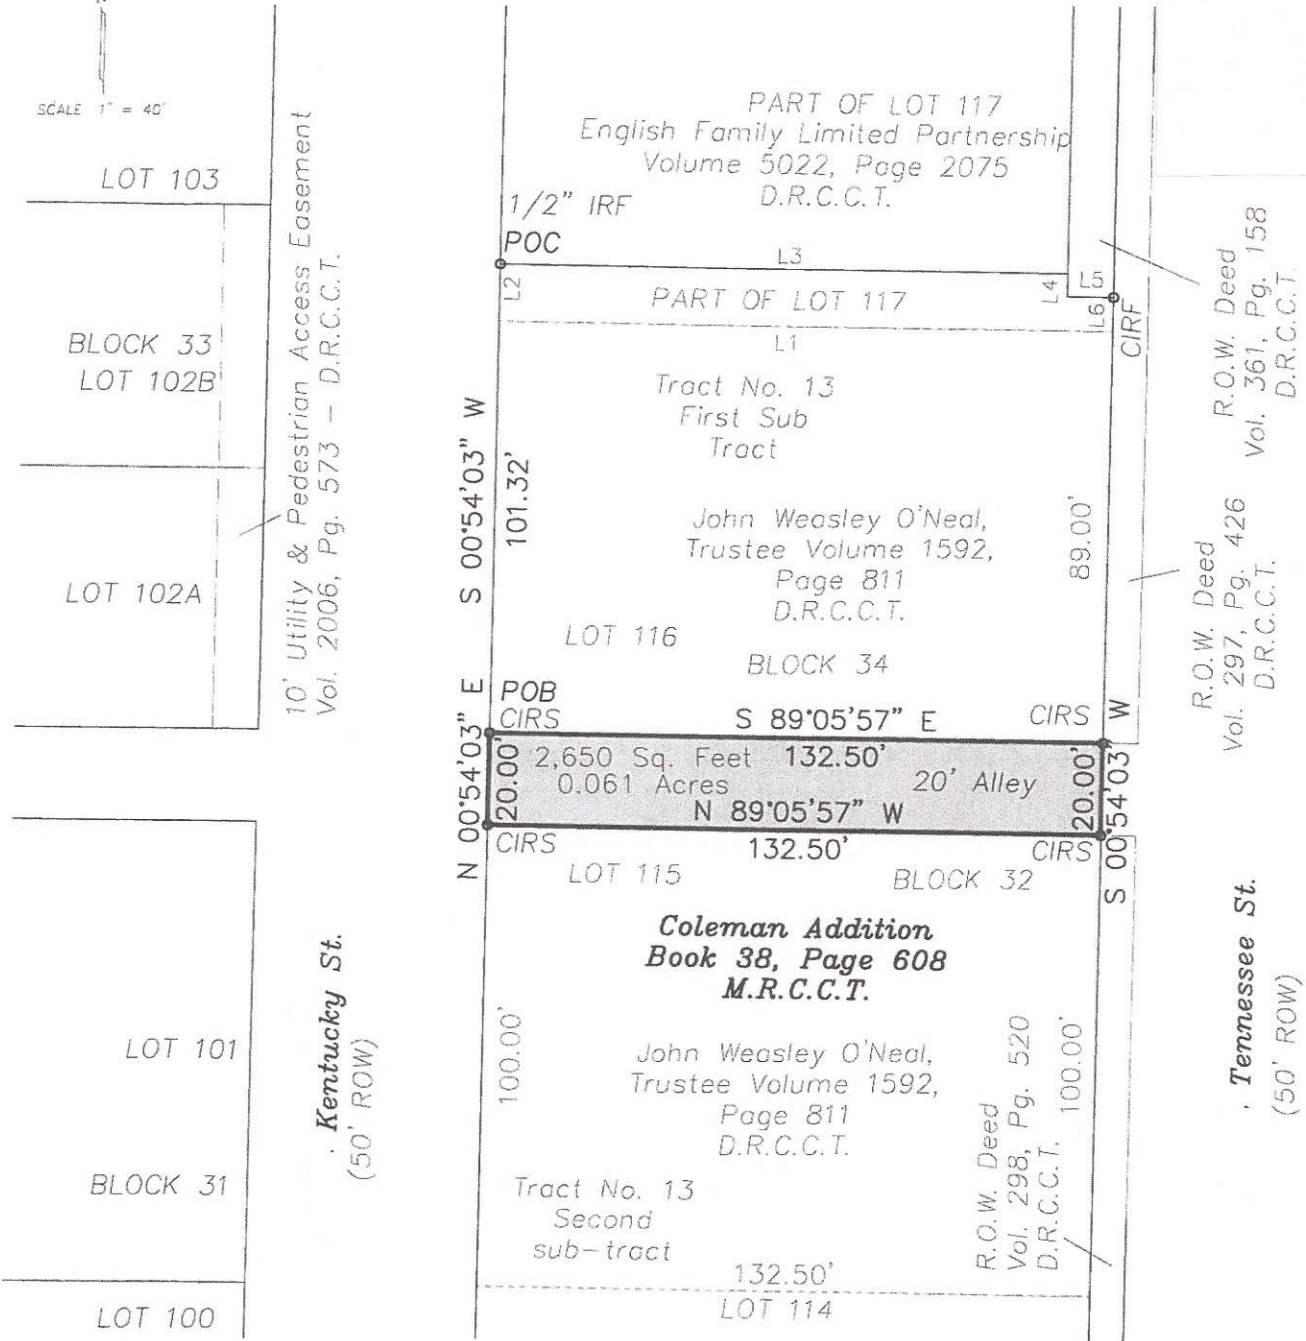 SCALE 1" = 40'
LOT 103
BLOCK 33
LOT 102B
LOT 102A
10' Utility & Pedestrian Access Easement
Vol. 2006, Pg. 573 - D.R.C.C.T.
LOT 101
BLOCK 31
LOT 100
Kentucky St.
(50' ROW)
PART OF LOT 117
English Family Limited Partnership
Volume 5022, Page 2075
D.R.C.C.T.
1/2" IRF
POC
L3
L2
L4
L5
L6
CIRF
PART OF LOT 117
L1
Tract No. 13
First Sub
Tract
S 00°54'03" W
101.32'
89.00'
John Weasley O'Neal,
Trustee Volume 1592,
Page 811
D.R.C.C.T.
LOT 116
BLOCK 34
POB
CIRS
S 89°05'57" E
CIRS
N 00°54'03" E
20.00'
2,650 Sq. Feet
132.50'
0.061 Acres
20' Alley
N 89°05'57" W
20.00'
S 00°54'03" W
CIRS
132.50'
CIRS
LOT 115
BLOCK 32
Coleman Addition
Book 38, Page 608
M.R.C.C.T.
100.00'
John Weasley O'Neal,
Trustee Volume 1592,
Page 811
D.R.C.C.T.
100.00'
Tract No. 13
Second
sub-tract
R.O.W. Deed
Vol. 298, Pg. 520
D.R.C.C.T.
132.50'
LOT 114
R.O.W. Deed
Vol. 361, Pg. 158
D.R.C.C.T.
R.O.W. Deed
Vol. 297, Pg. 426
D.R.C.C.T.
Tennessee St.
(50' ROW)